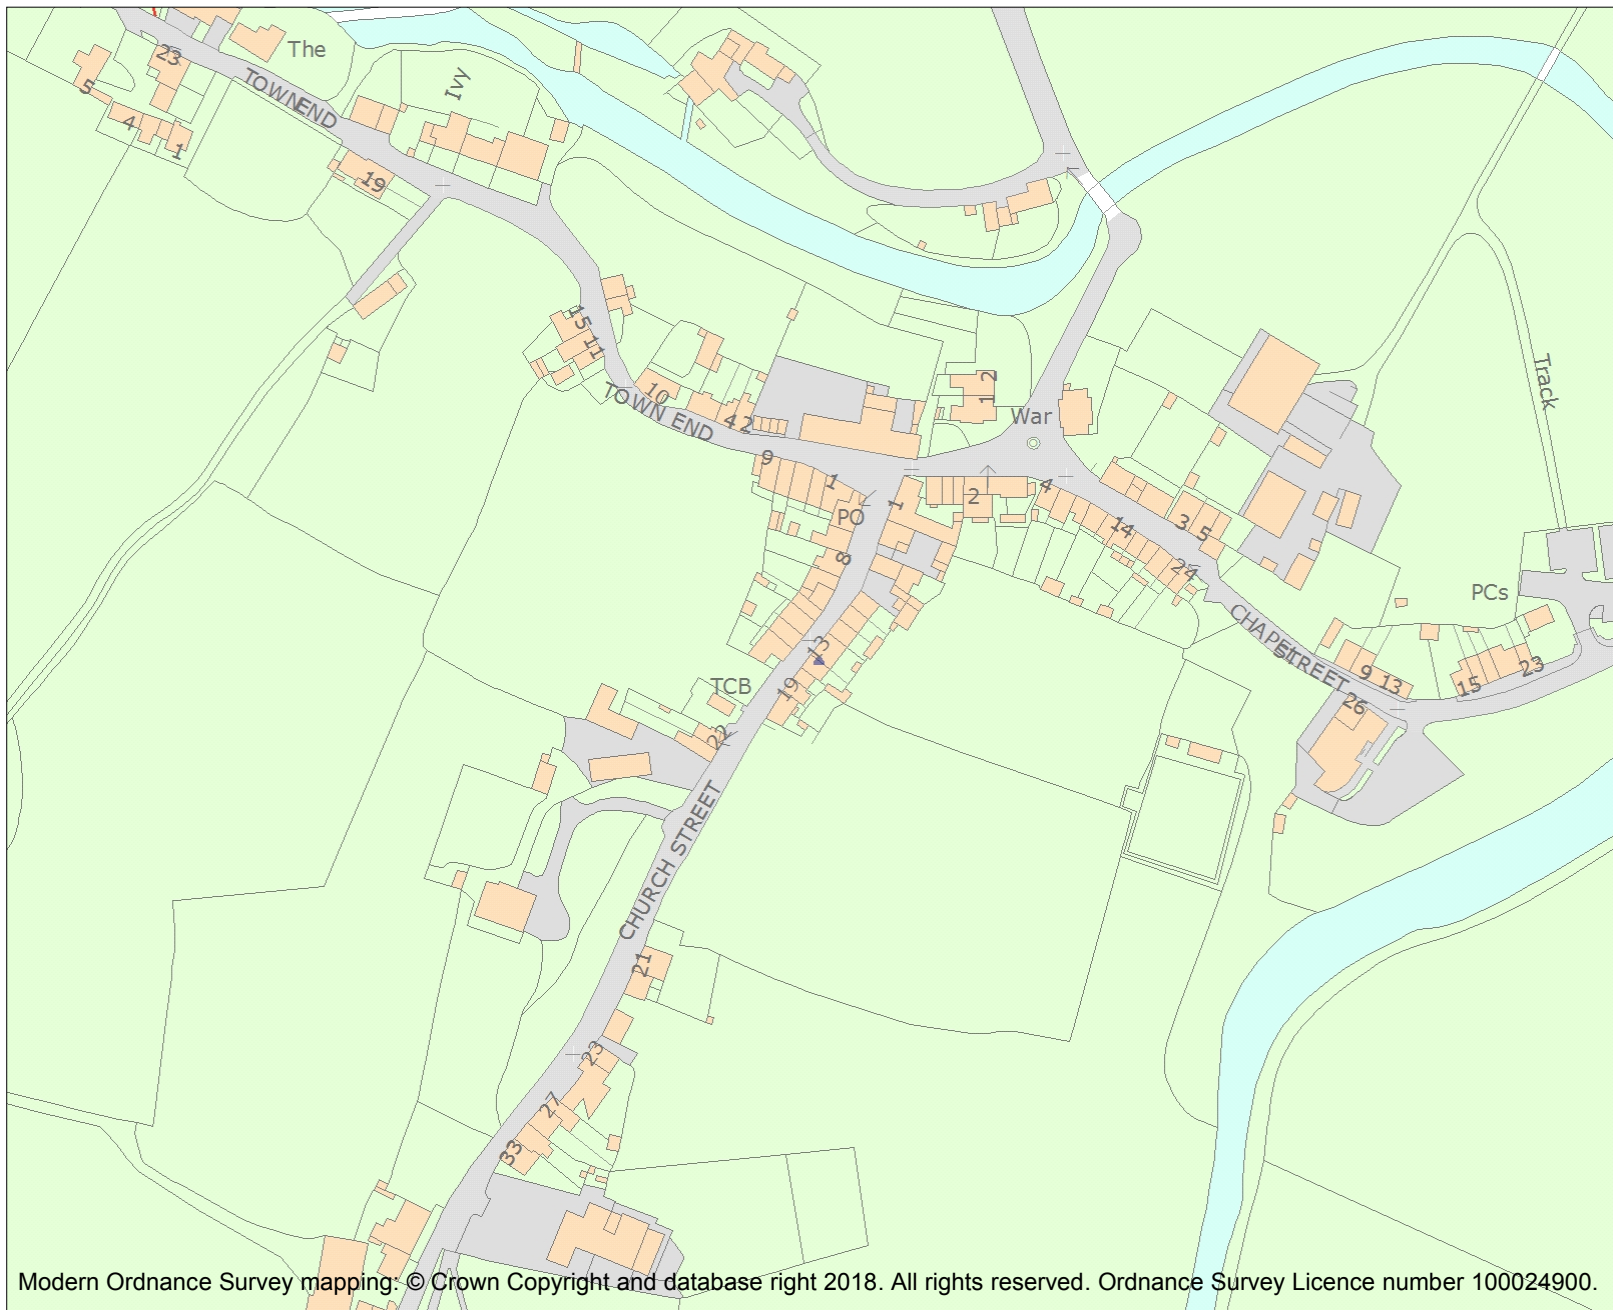 23
The
5
TOWN END
Ivy
4
1
19
15
11
10
TOWN END
4 2
1 2
War
Track
9
1
PO
1
2
4
14
3
5
8
24
PCs
CHAPEL STREET
13
19
9 13
15
23
26
TCB
22
CHURCH STREET
21
23
27
33
Modern Ordnance Survey mapping: © Crown Copyright and database right 2018. All rights reserved. Ordnance Survey Licence number 100024900.